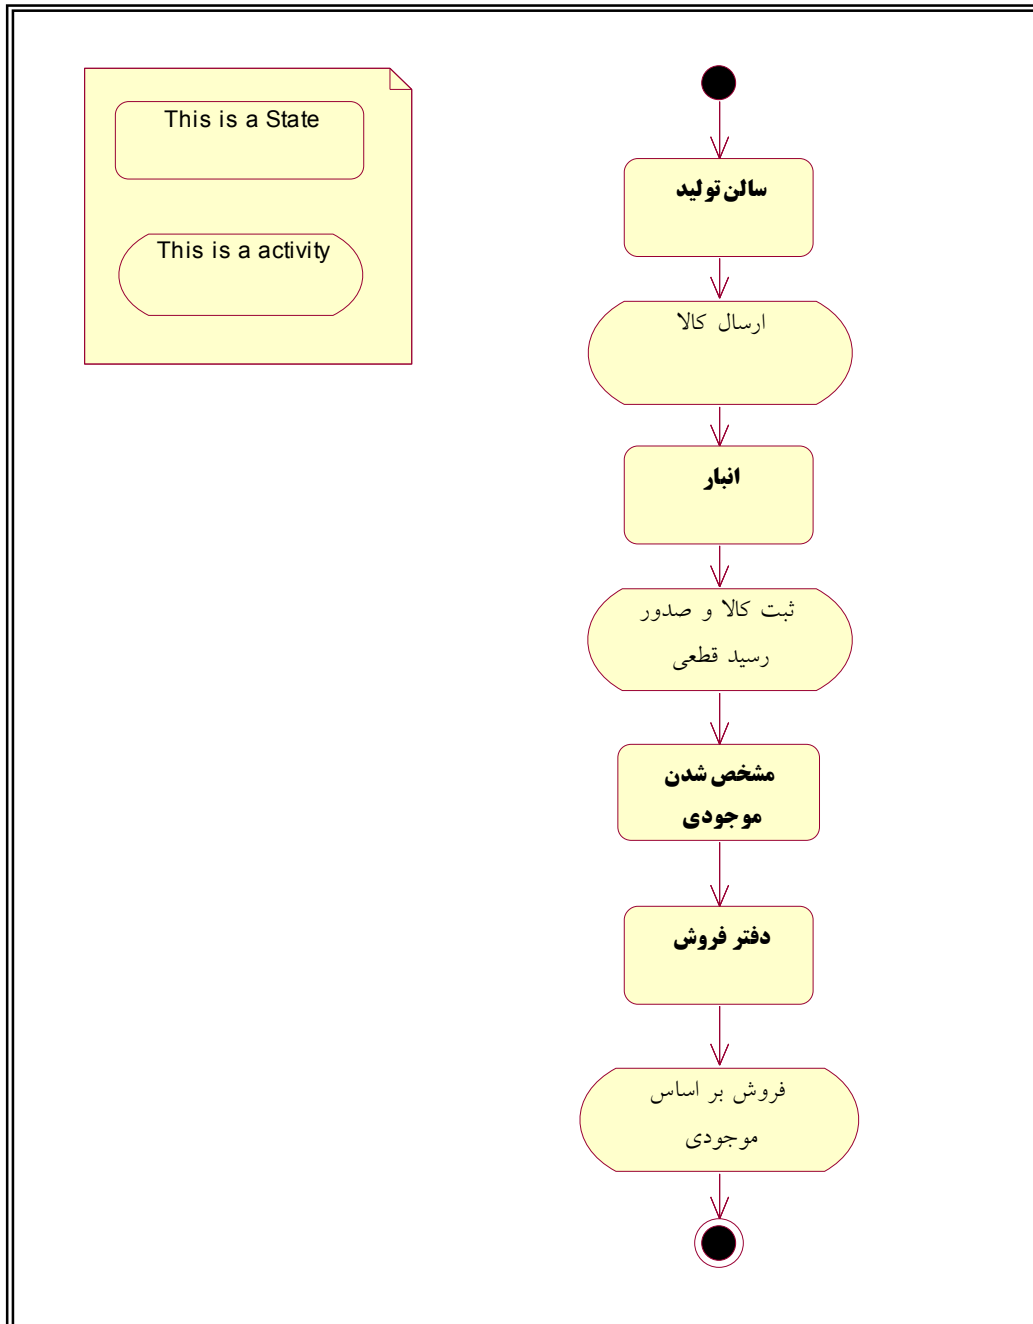 This is a State
This is a activity
سالن تولید
ارسال کالا
انبار
ثبت کالا و صدور
رسید قطعی
مشخص شدن
موجودی
دفتر فروش
فروش بر اساس
موجودی